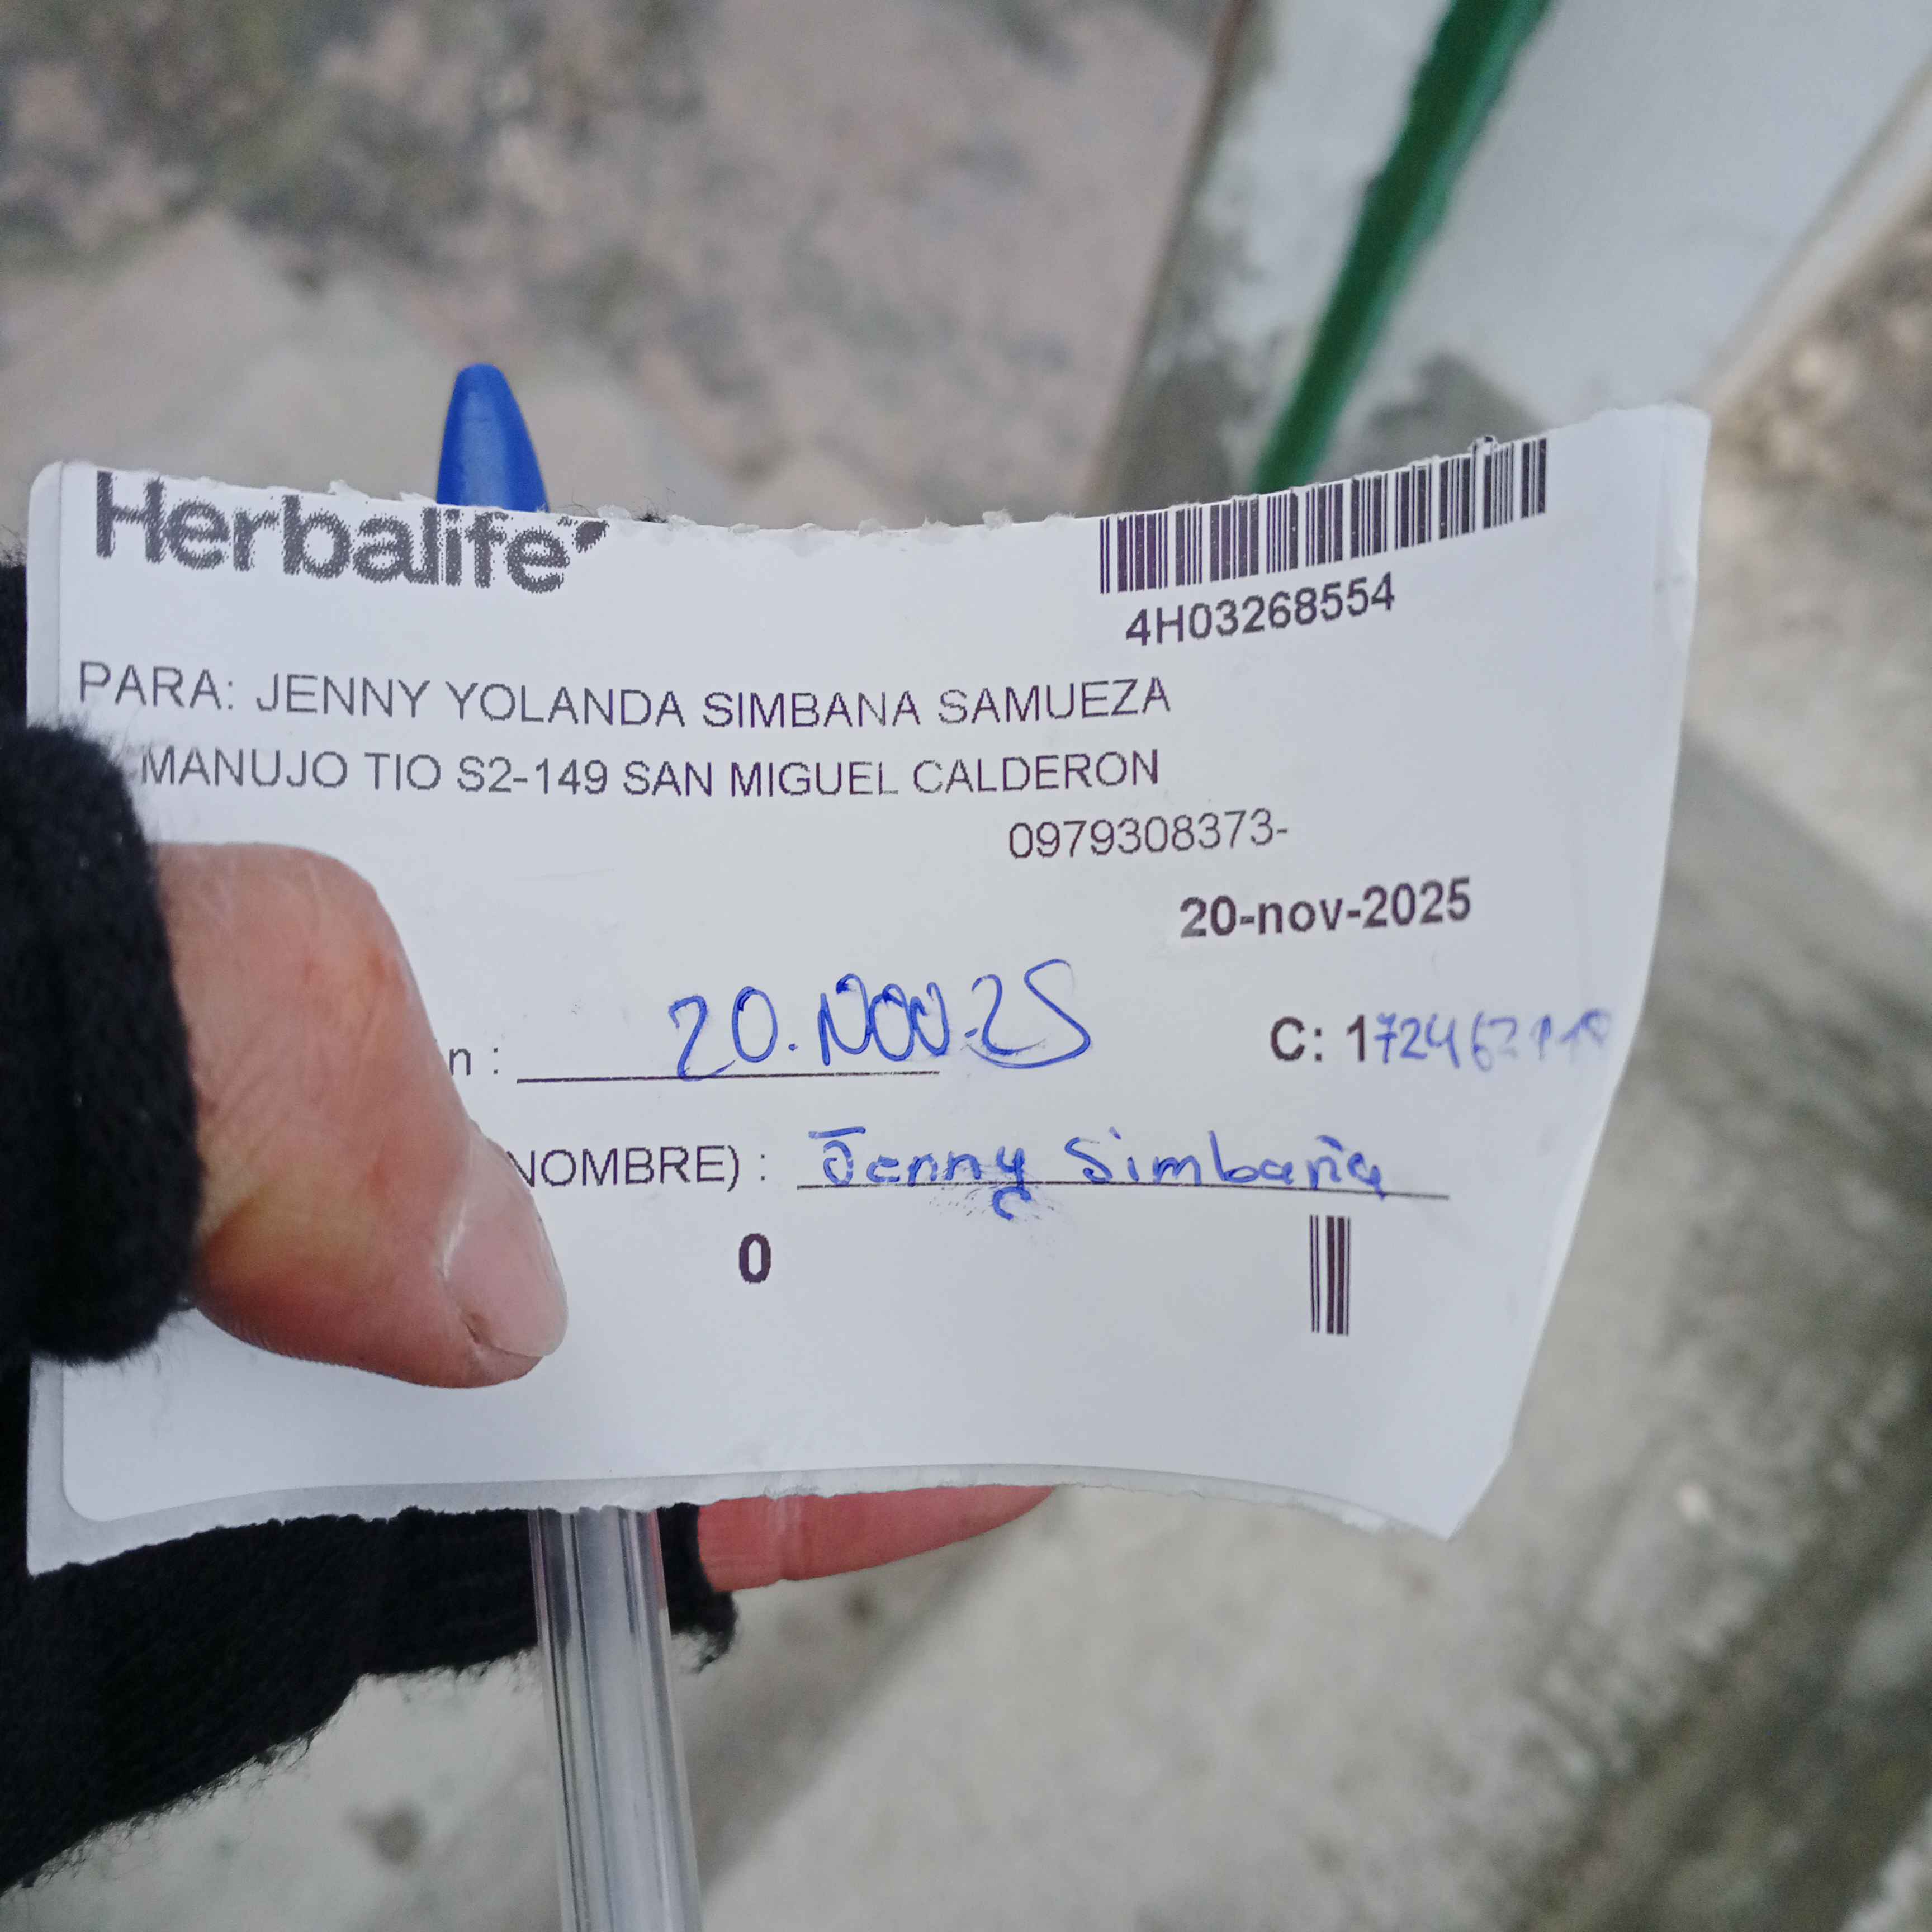 Herbalife
4H03268554
PARA: JENNY YOLANDA SIMBANA SAMUEZA
MANUJO TIO S2-149 SAN MIGUEL CALDERON
0979308373-
20-nov-2025
n : 20.NOV.25
C:
NOMBRE) : Jenny Simbaña
0